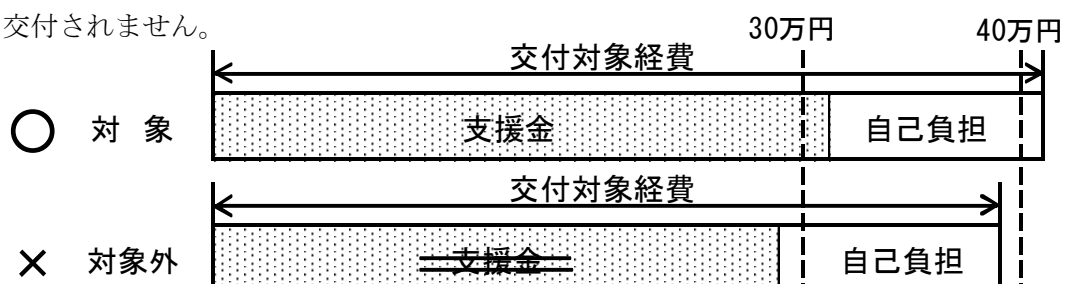 交付されません。
30万円 40万円
交付対象経費
○ 対 象 支援金 自己負担
交付対象経費
× 対象外 支援金 自己負担